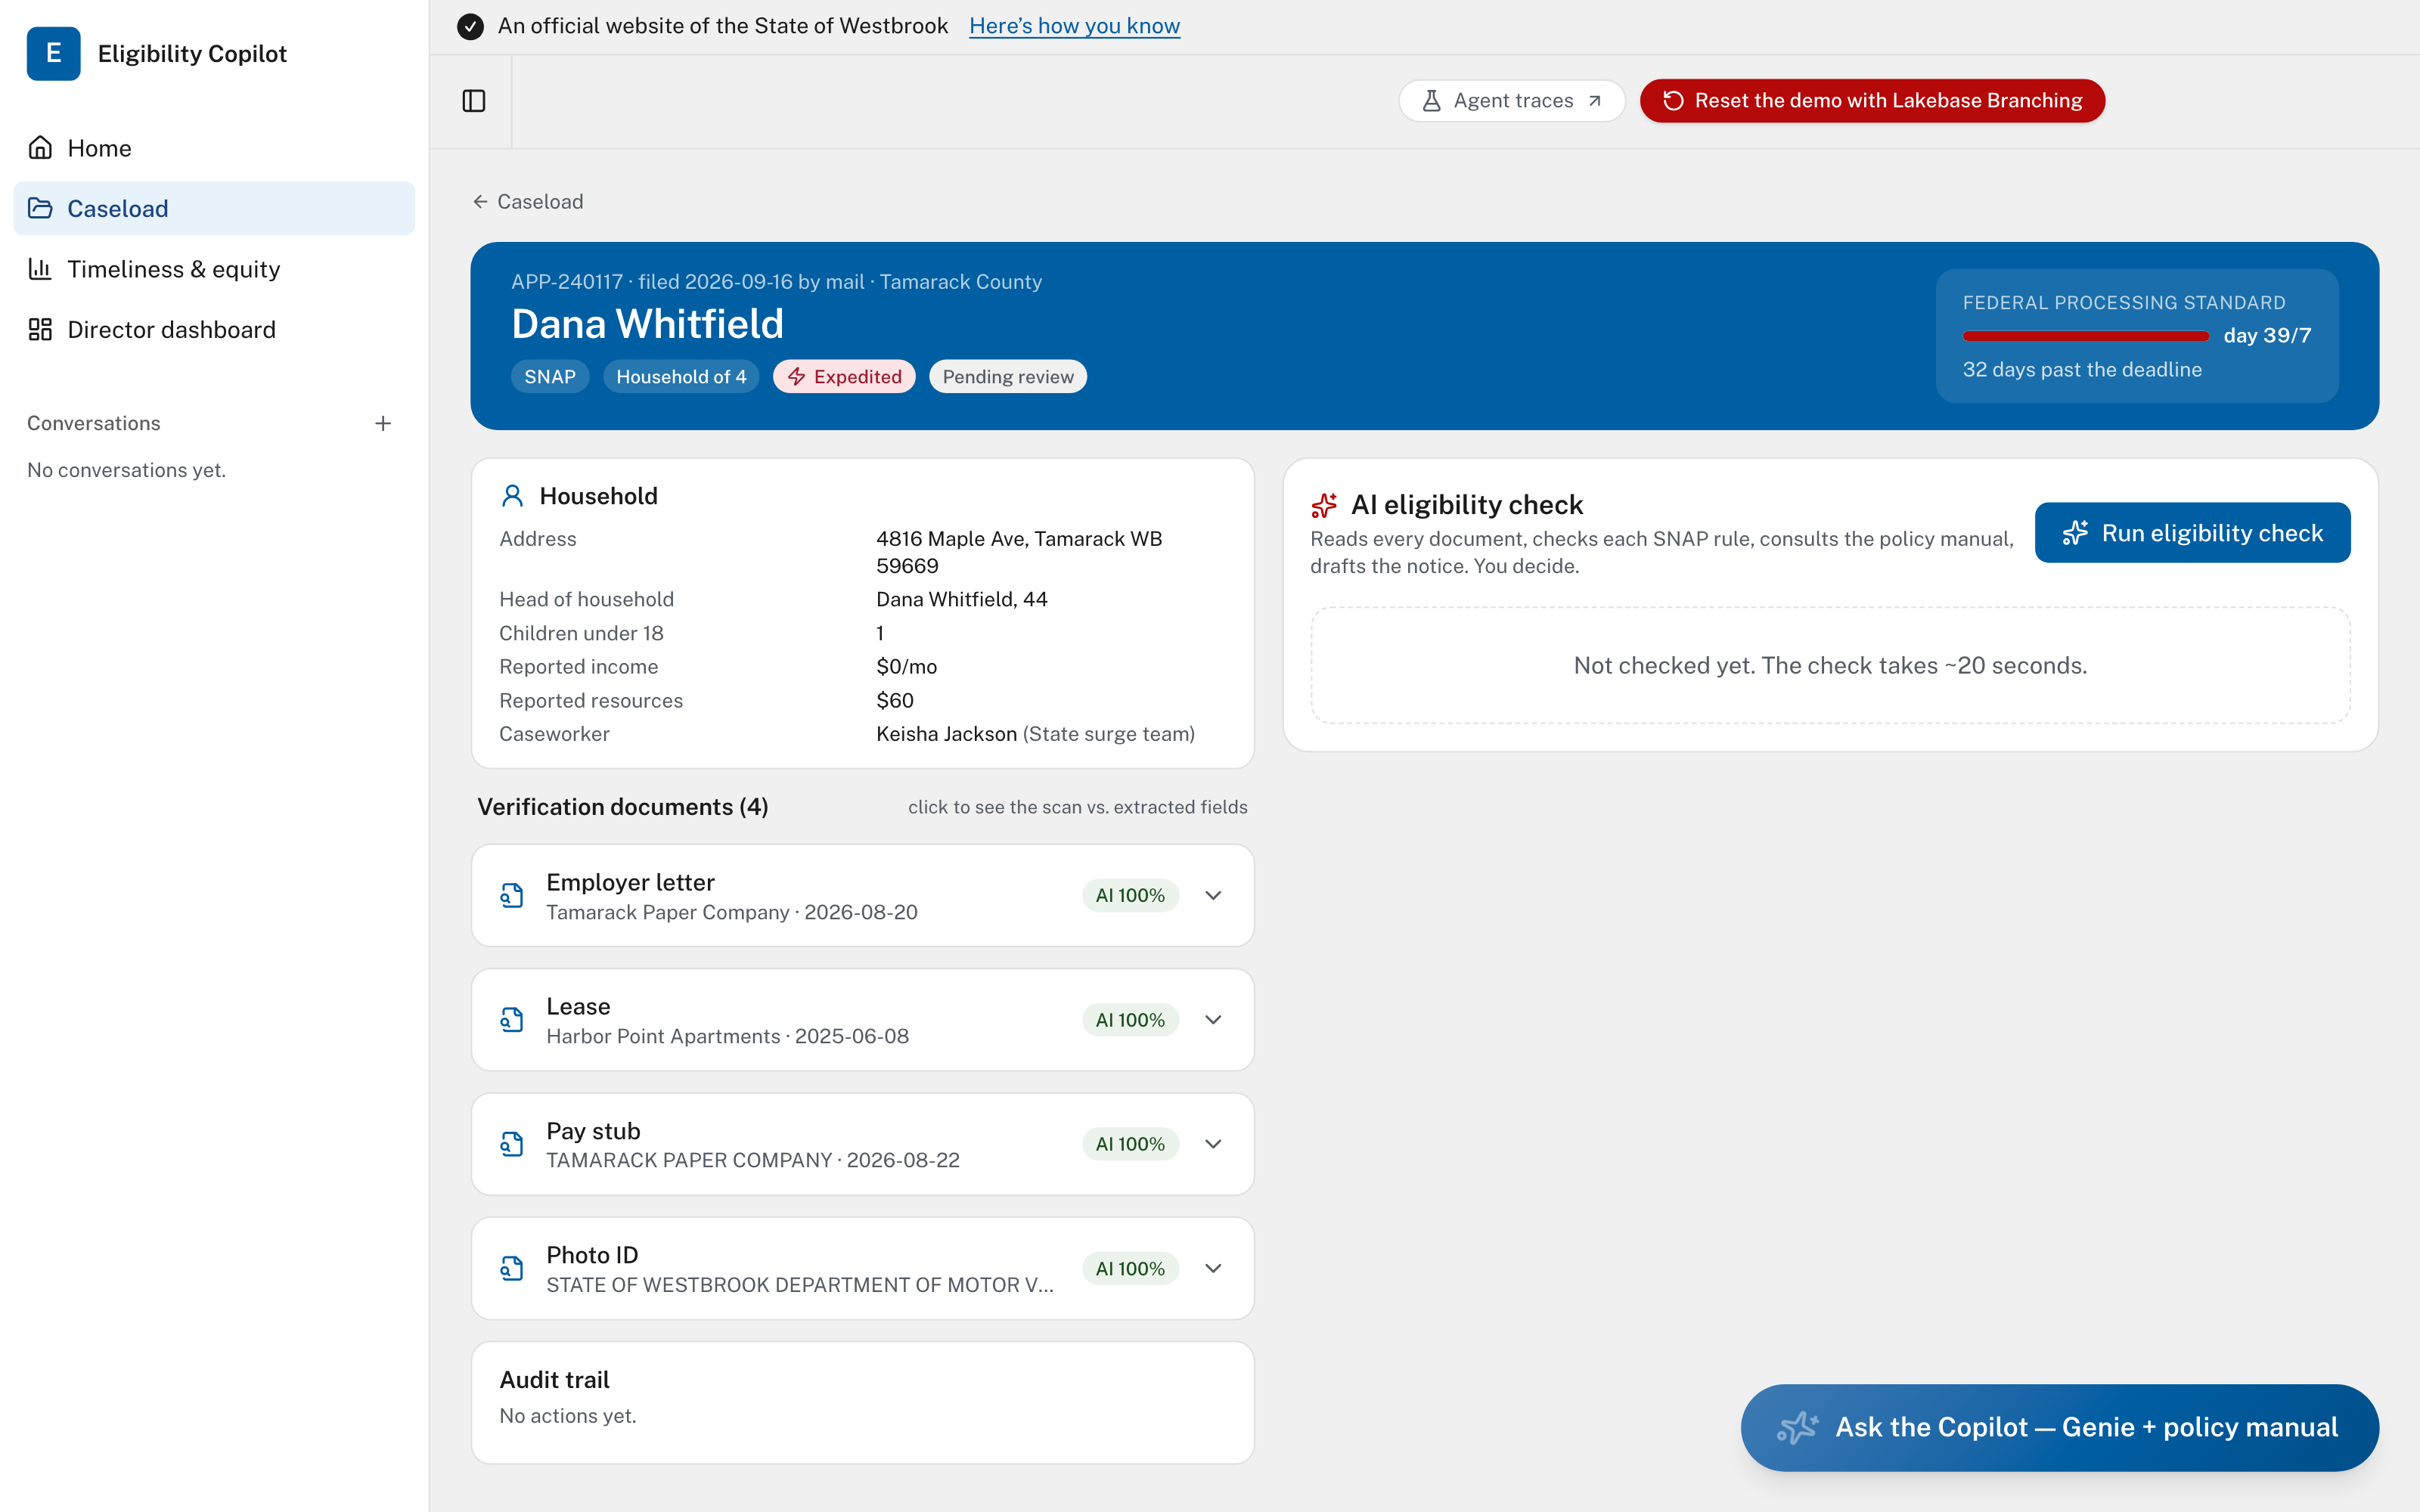 E
Eligibility Copilot
Home
Caseload
Timeliness & equity
Director dashboard
Conversations
+
No conversations yet.
An official website of the State of Westbrook Here’s how you know
Agent traces
Reset the demo with Lakebase Branching
Caseload
APP-240117 · filed 2026-09-16 by mail · Tamarack County
Dana Whitfield
SNAP Household of 4 Expedited Pending review
FEDERAL PROCESSING STANDARD
day 39/7
32 days past the deadline
Household
Address 4816 Maple Ave, Tamarack WB
59669
Head of household Dana Whitfield, 44
Children under 18 1
Reported income $0/mo
Reported resources $60
Caseworker Keisha Jackson (State surge team)
AI eligibility check
Reads every document, checks each SNAP rule, consults the policy manual,
drafts the notice. You decide.
Run eligibility check
Not checked yet. The check takes ~20 seconds.
Verification documents (4) click to see the scan vs. extracted fields
Employer letter
Tamarack Paper Company · 2026-08-20
AI 100%
Lease
Harbor Point Apartments · 2025-06-08
AI 100%
Pay stub
TAMARACK PAPER COMPANY · 2026-08-22
AI 100%
Photo ID
STATE OF WESTBROOK DEPARTMENT OF MOTOR V...
AI 100%
Audit trail
No actions yet.
Ask the Copilot — Genie + policy manual